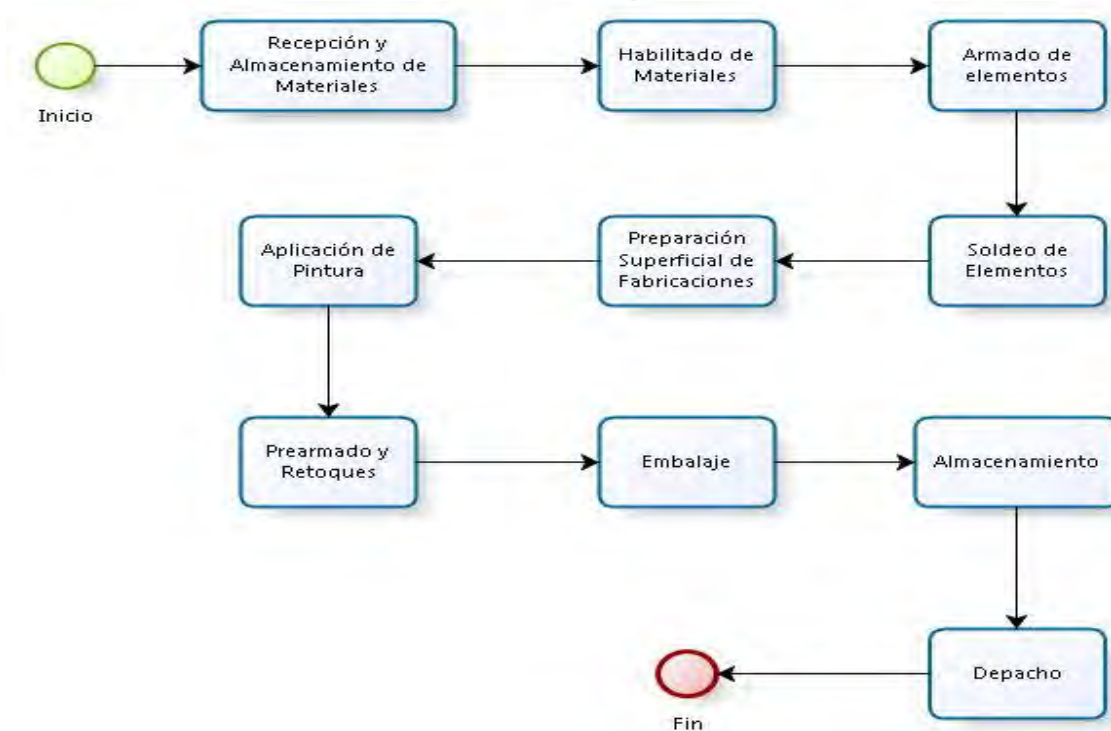 Inicio
Recepción y
Almacenamiento de
Materiales
Habilitado de
Materiales
Armado de
elementos
Soldeo de
Elementos
Preparación
Superficial de
Fabricaciones
Aplicación de
Pintura
Prearmado y
Retoques
Embalaje
Almacenamiento
Depacho
Fin